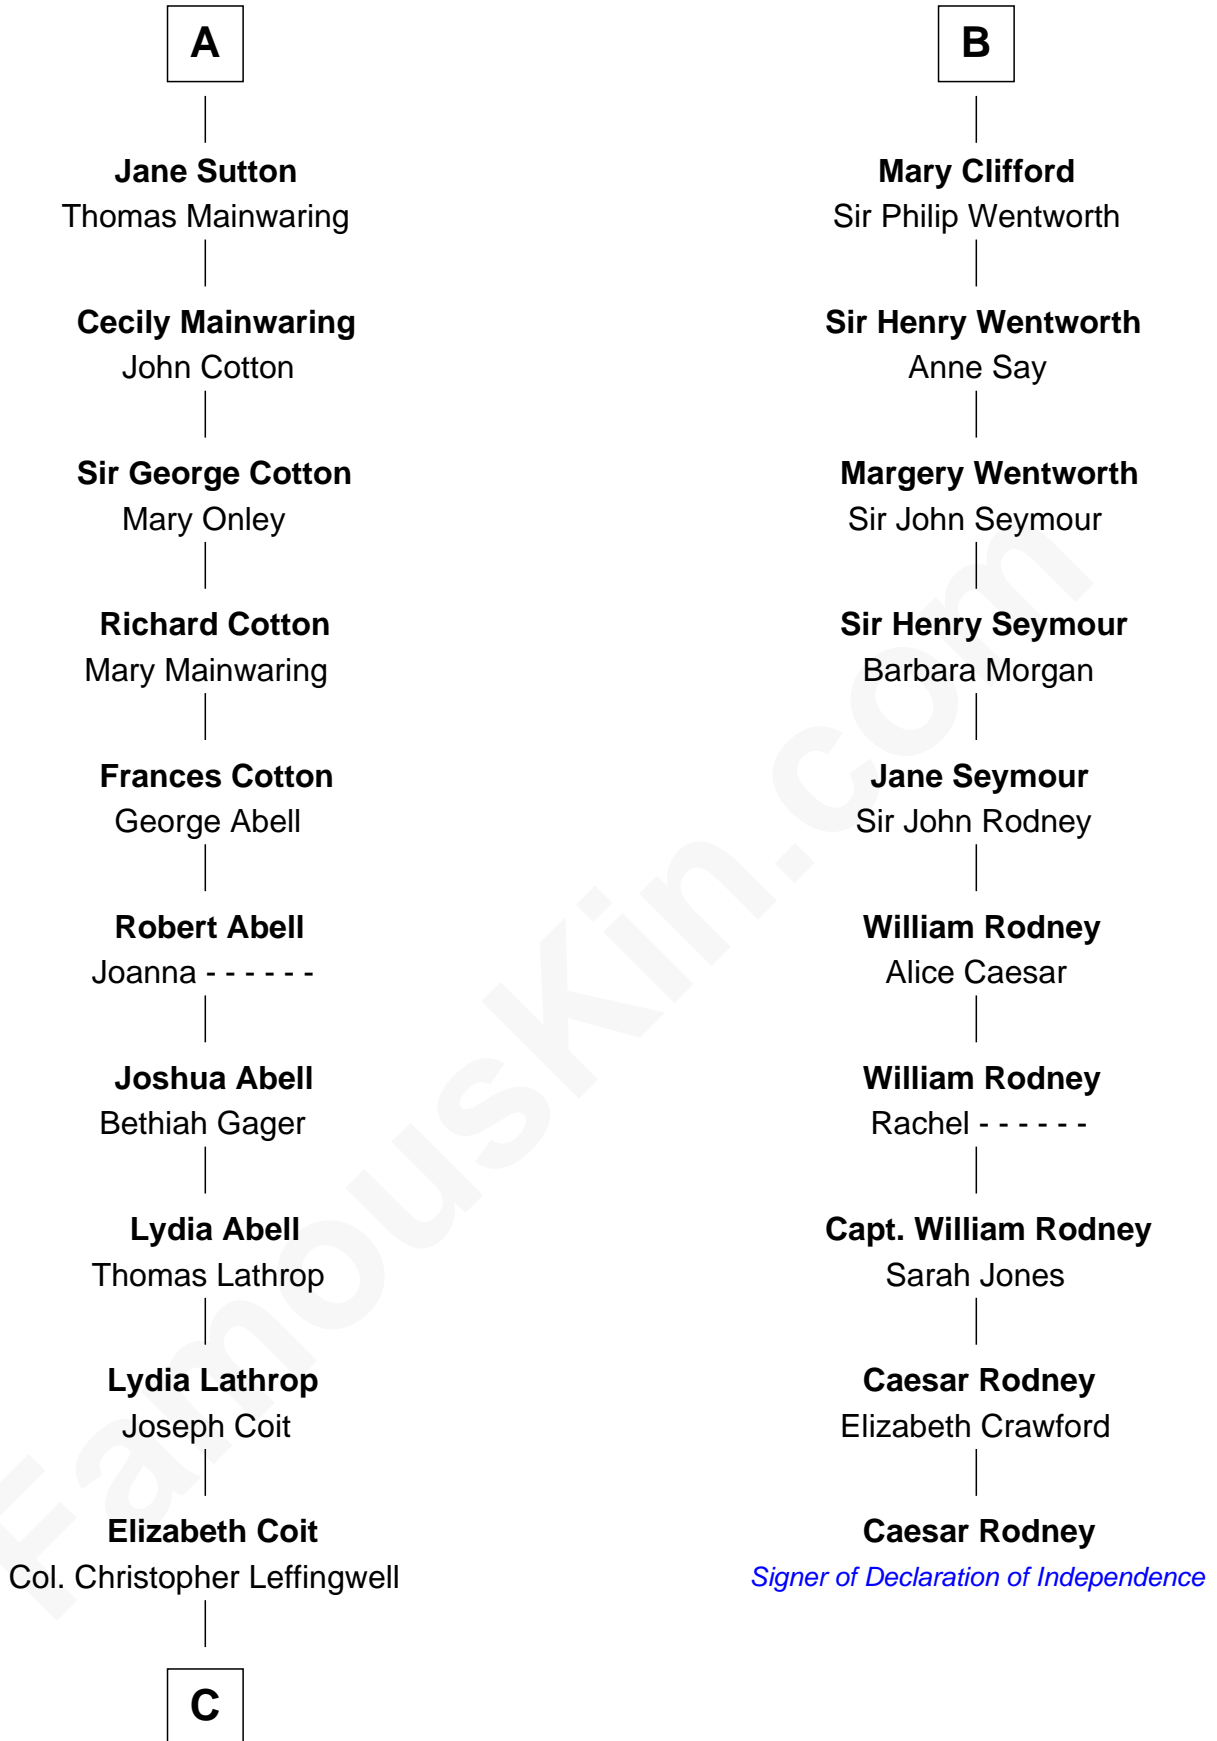 A
Jane Sutton
Thomas Mainwaring
Cecily Mainwaring
John Cotton
Sir George Cotton
Mary Onley
Richard Cotton
Mary Mainwaring
Frances Cotton
George Abell
Robert Abell
Joanna - - - - - -
Joshua Abell
Bethiah Gager
Lydia Abell
Thomas Lathrop
Lydia Lathrop
Joseph Coit
Elizabeth Coit
Col. Christopher Leffingwell
C
B
Mary Clifford
Sir Philip Wentworth
Sir Henry Wentworth
Anne Say
Margery Wentworth
Sir John Seymour
Sir Henry Seymour
Barbara Morgan
Jane Seymour
Sir John Rodney
William Rodney
Alice Caesar
William Rodney
Rachel - - - - - -
Capt. William Rodney
Sarah Jones
Caesar Rodney
Elizabeth Crawford
Caesar Rodney
Signer of Declaration of Independence
FamousKin.com